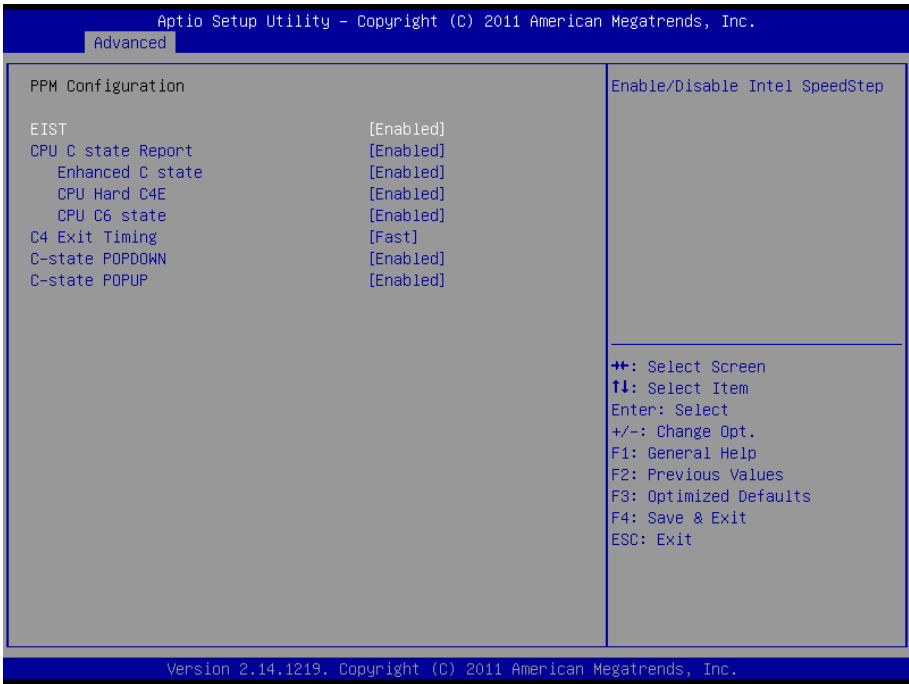 Aptio Setup Utility – Copyright (C) 2011 American Megatrends, Inc.
Advanced
PPM Configuration
EIST [Enabled]
CPU C state Report [Enabled]
Enhanced C state [Enabled]
CPU Hard C4E [Enabled]
CPU C6 state [Enabled]
C4 Exit Timing [Fast]
C-state POPDOWN [Enabled]
C-state POPUP [Enabled]
Enable/Disable Intel SpeedStep
→←: Select Screen
↑↓: Select Item
Enter: Select
+/-: Change Opt.
F1: General Help
F2: Previous Values
F3: Optimized Defaults
F4: Save & Exit
ESC: Exit
Version 2.14.1219. Copyright (C) 2011 American Megatrends, Inc.